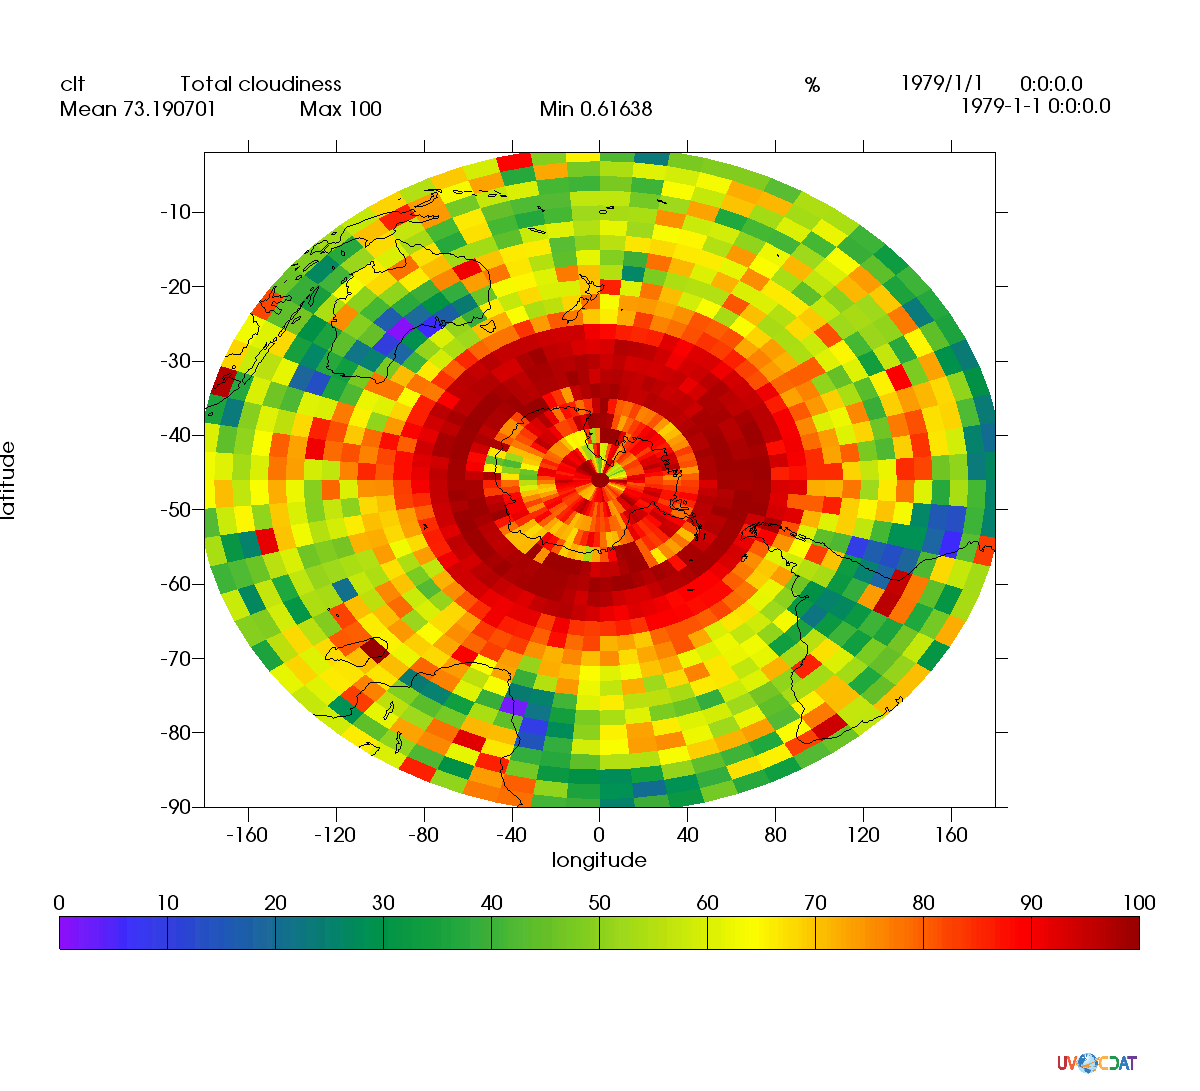 clt Total cloudiness % 1979/1/1 0:0:0.0
Mean 73.190701 Max 100 Min 0.61638 1979-1-1 0:0:0.0
-10
-20
-30
-40
-50
-60
-70
-80
-90
latitude
-160 -120 -80 -40 0 40 80 120 160
longitude
0 10 20 30 40 50 60 70 80 90 100
UV CDAT